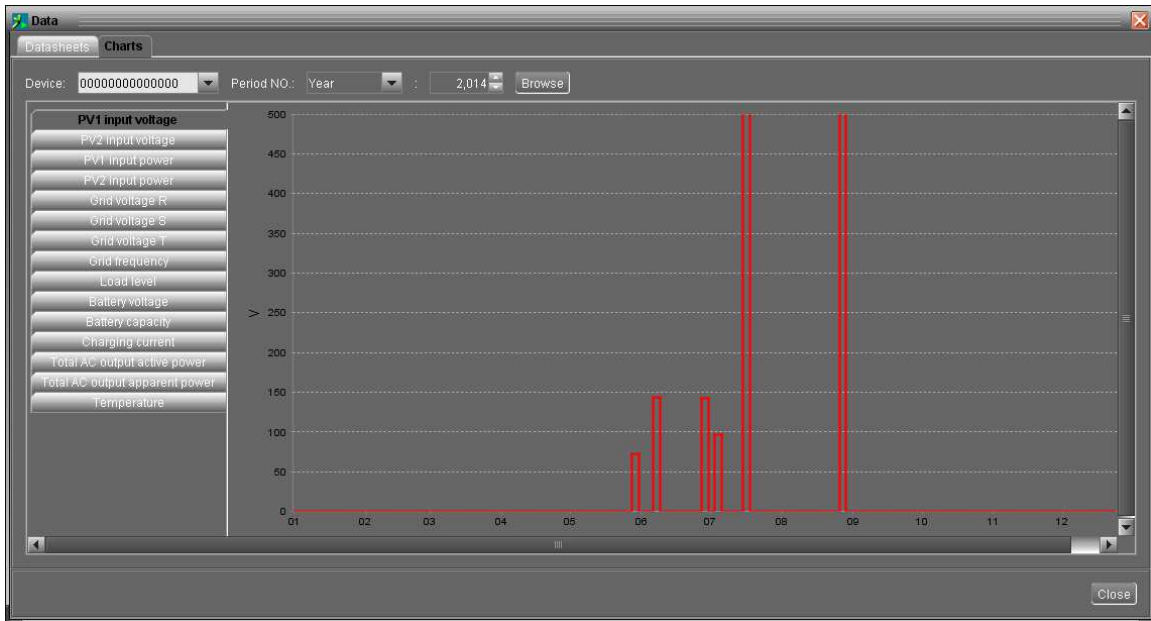 Data
Datasheets Charts
Device: 00000000000000 Period NO.: Year : 2,014 Browse
PV1 input voltage
PV2 input voltage
PV1 input power
PV2 input power
Grid voltage R
Grid voltage S
Grid voltage T
Grid frequency
Load level
Battery voltage
Battery capacity
Charging current
Total AC output active power
Total AC output apparent power
Temperature
500
450
400
350
300
V
250
200
150
100
50
0
01 02 03 04 05 06 07 08 09 10 11 12
Close